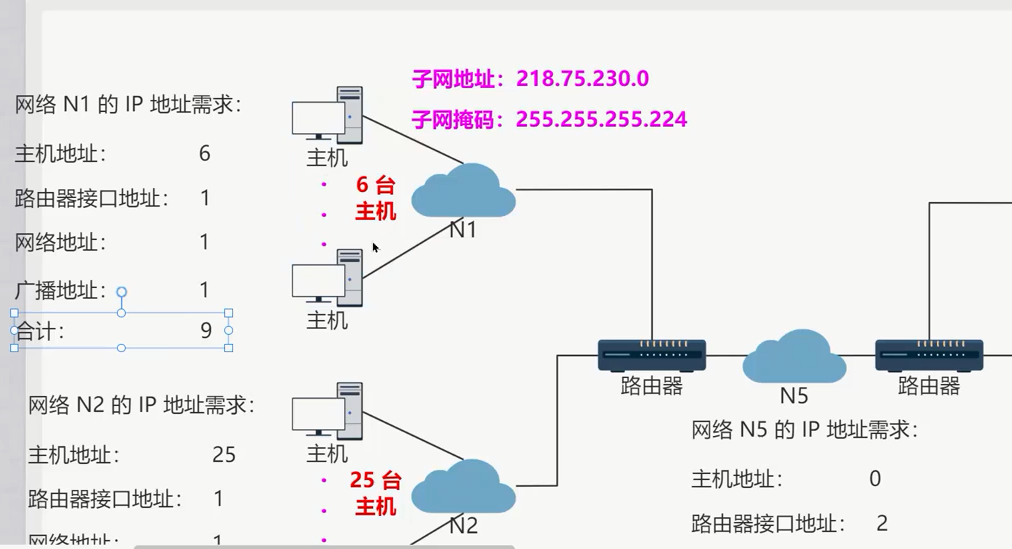 子网地址：218.75.230.0
子网掩码：255.255.255.224
网络 N1 的 IP 地址需求：
主机地址： 6
路由器接口地址： 1
网络地址： 1
广播地址： 1
合计： 9
主机
6 台
主机
N1
主机
路由器
N5
路由器
网络 N2 的 IP 地址需求：
主机地址： 25
路由器接口地址： 1
网络地址： 1
主机
25 台
主机
N2
网络 N5 的 IP 地址需求：
主机地址： 0
路由器接口地址： 2